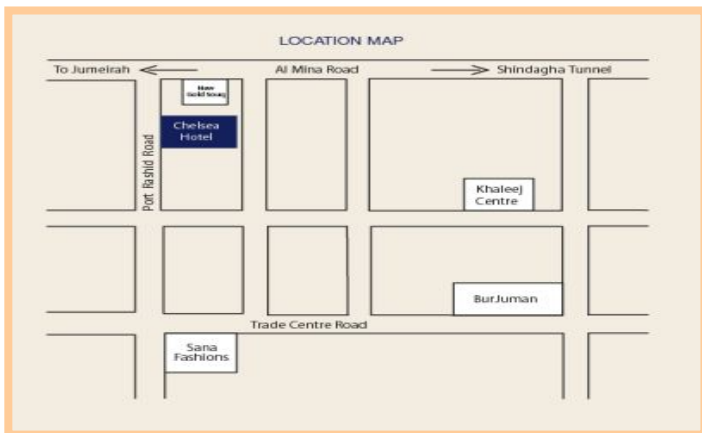 LOCATION MAP
To Jumeirah
Al Mina Road
Shindagha Tunnel
New
Gold Souq
Chelsea
Hotel
Port Rashid Road
Khaleej
Centre
BurJuman
Trade Centre Road
Sana
Fashions